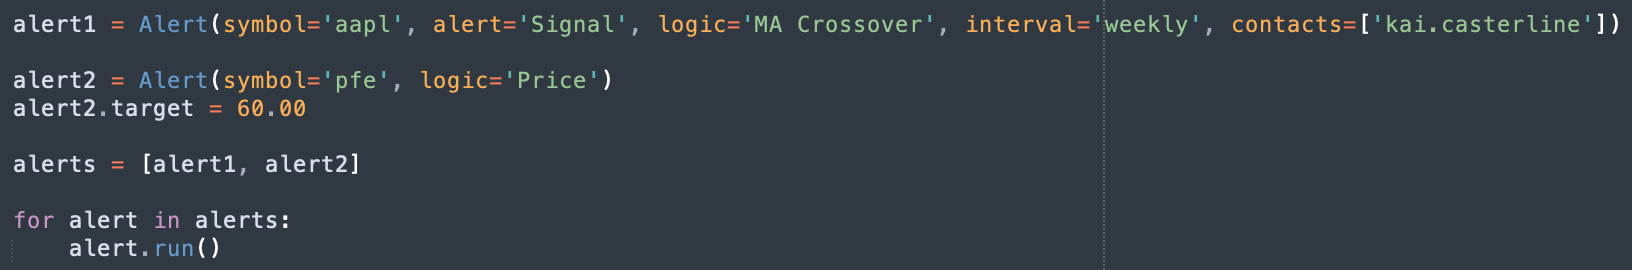 alert1 = Alert(symbol='aapl', alert='Signal', logic='MA Crossover', interval='weekly', contacts=['kai.casterline'])
alert2 = Alert(symbol='pfe', logic='Price')
alert2.target = 60.00
alerts = [alert1, alert2]
for alert in alerts:
    alert.run()